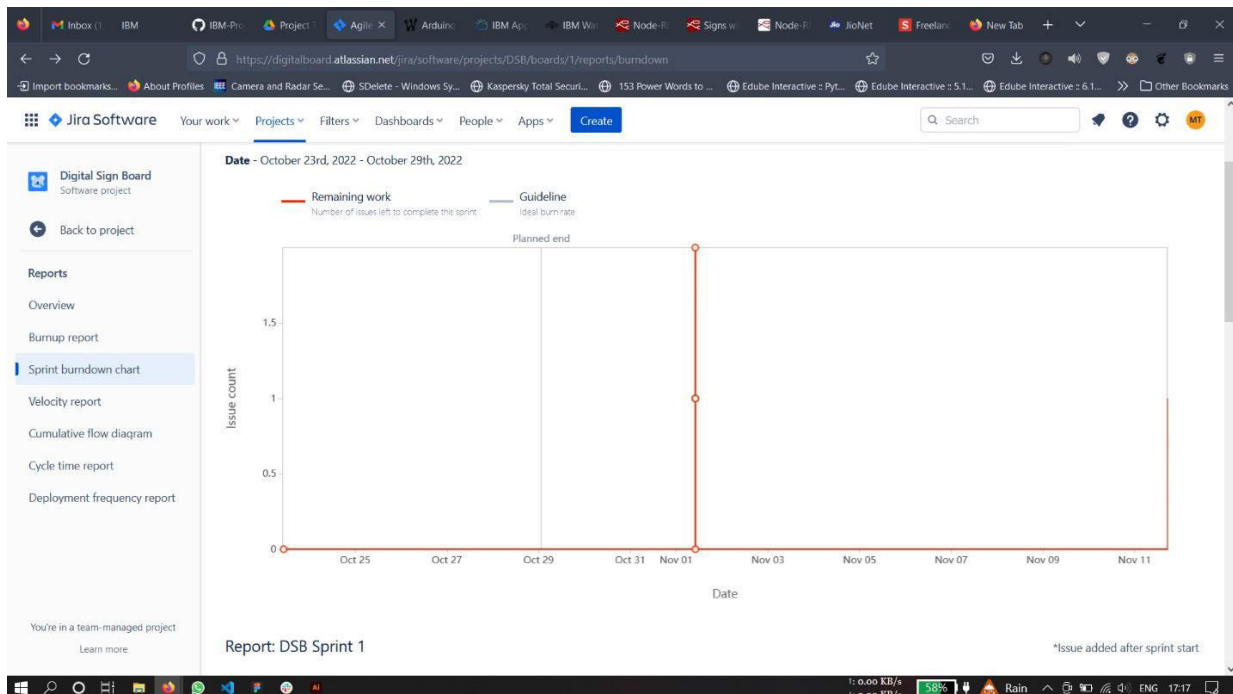 Inbox (1 IBM IBM-Pro Project T Agile Arduino IBM App IBM Wat Node-R Signs w Node-R Jio JioNet S Freelanc New Tab
https://digitalboard.atlassian.net/jira/software/projects/DSB/boards/1/reports/burndown
Import bookmarks... About Profiles Camera and Radar Se... SDelete - Windows Sy... Kaspersky Total Securi... 153 Power Words to ... Edube Interactive :: Pyt... Edube Interactive :: 5.1... Edube Interactive :: 6.1... Other Bookmarks
Jira Software Your work Projects Filters Dashboards People Apps Create Search MT
Date - October 23rd, 2022 - October 29th, 2022
Digital Sign Board
Software project
Back to project
Reports
Overview
Burnup report
Sprint burndown chart
Velocity report
Cumulative flow diagram
Cycle time report
Deployment frequency report
You're in a team-managed project
Learn more
Remaining work
Number of issues left to complete this sprint
Guideline
Ideal burn rate
Planned end
Issue count
1.5
1
0.5
0
Oct 25 Oct 27 Oct 29 Oct 31 Nov 01 Nov 03 Nov 05 Nov 07 Nov 09 Nov 11
Date
Report: DSB Sprint 1
*Issue added after sprint start
0.00 KB/s
58% Rain ENG 17:17